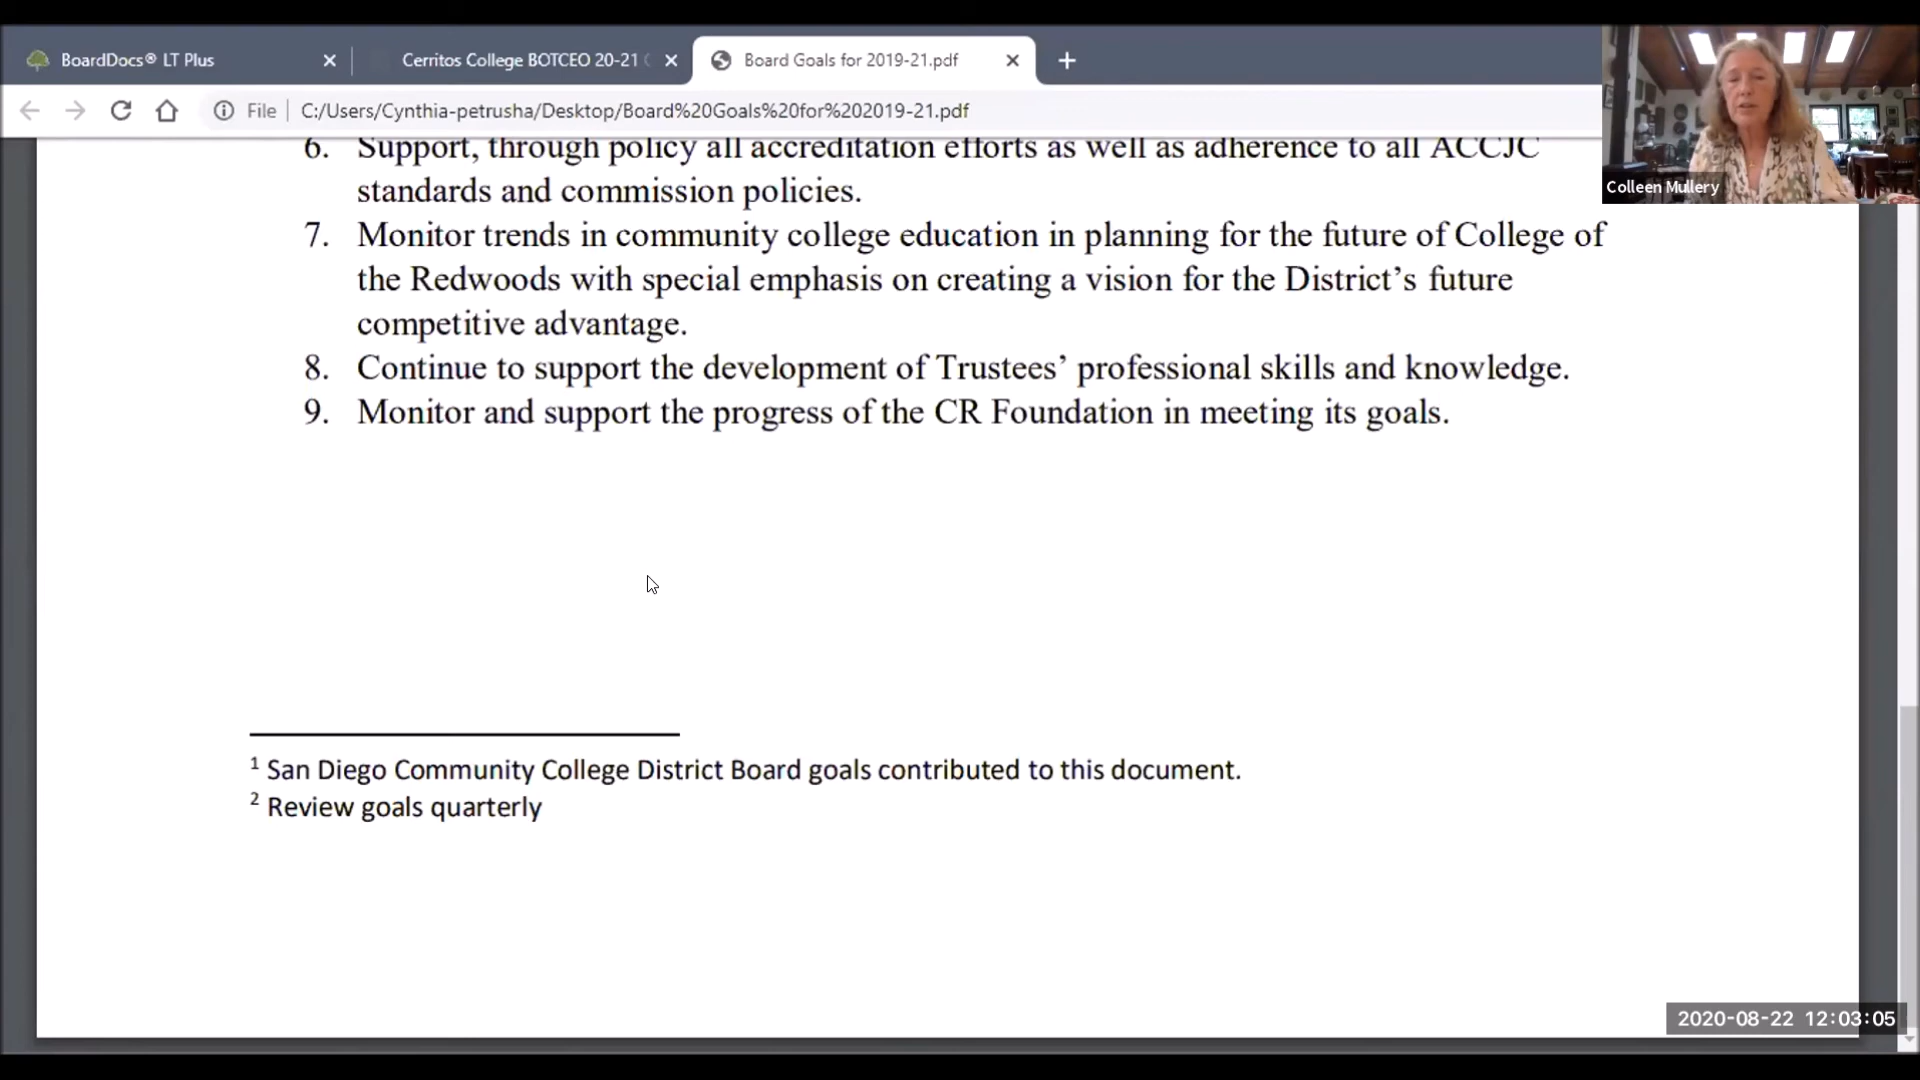 BoardDocs® LT Plus
Cerritos College BOTCEO 20-21
Board Goals for 2019-21.pdf
File
C:/Users/Cynthia-petrusha/Desktop/Board%20Goals%20for%202019-21.pdf
Colleen Mullery
6. Support, through policy all accreditation efforts as well as adherence to all ACCJC
standards and commission policies.
7. Monitor trends in community college education in planning for the future of College of
the Redwoods with special emphasis on creating a vision for the District’s future
competitive advantage.
8. Continue to support the development of Trustees’ professional skills and knowledge.
9. Monitor and support the progress of the CR Foundation in meeting its goals.
1 San Diego Community College District Board goals contributed to this document.
2 Review goals quarterly
2020-08-22 12:03:05